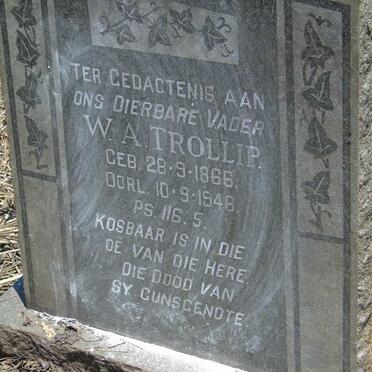 TER GEDAGTENIS AAN
ONS DIERBARE VADER
W. A. TROLLIP.
GEB. 28-9-1866.
OORL. 10-9-1948.
PS. 116.5.
KOSBAAR IS IN DIE
OË VAN DIE HERE
DIE DOOD VAN
SY GUNSGENOTE